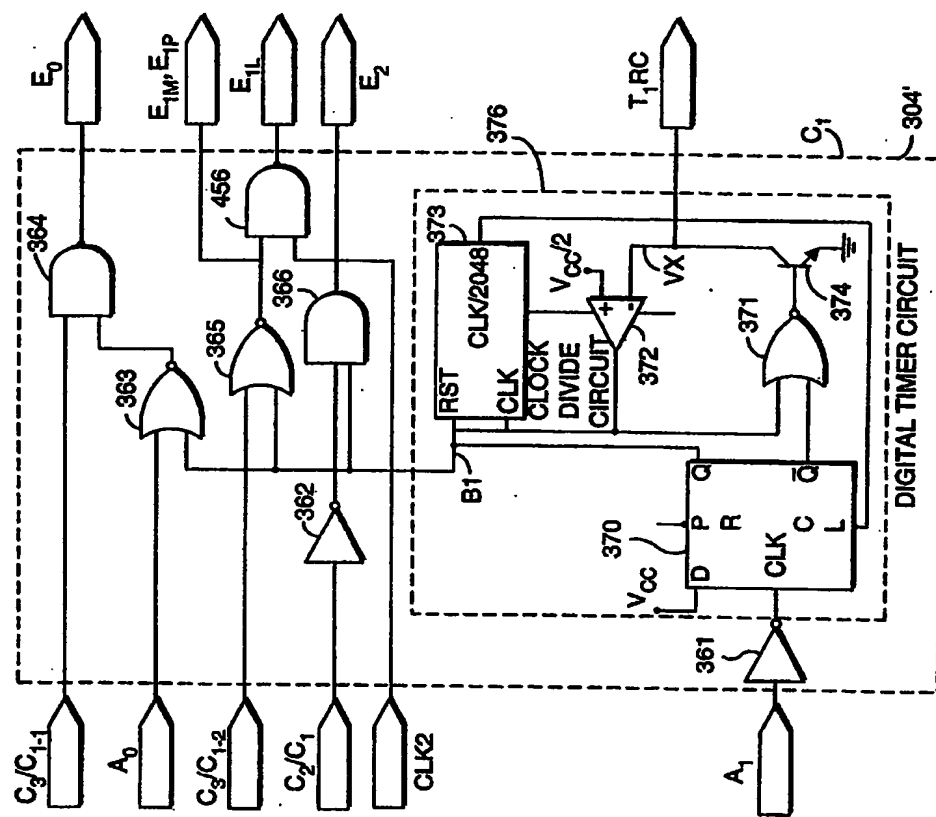 E₀
E₁M, E₁P
E₁L
E₂
T₁RC
364
456
366
365
363
362
376
C₁
304'
373
RST
CLK/2048
CLK
CLOCK
DIVIDE
CIRCUIT
V_CC/2
+
-
372
VX
371
374
B1
370
V_CC
D
P
Q
R
Q̅
CLK
C
L
DIGITAL TIMER CIRCUIT
361
C₃/C₁₋₁
A₀
C₃/C₁₋₂
C₂/C₁
CLK2
A₁